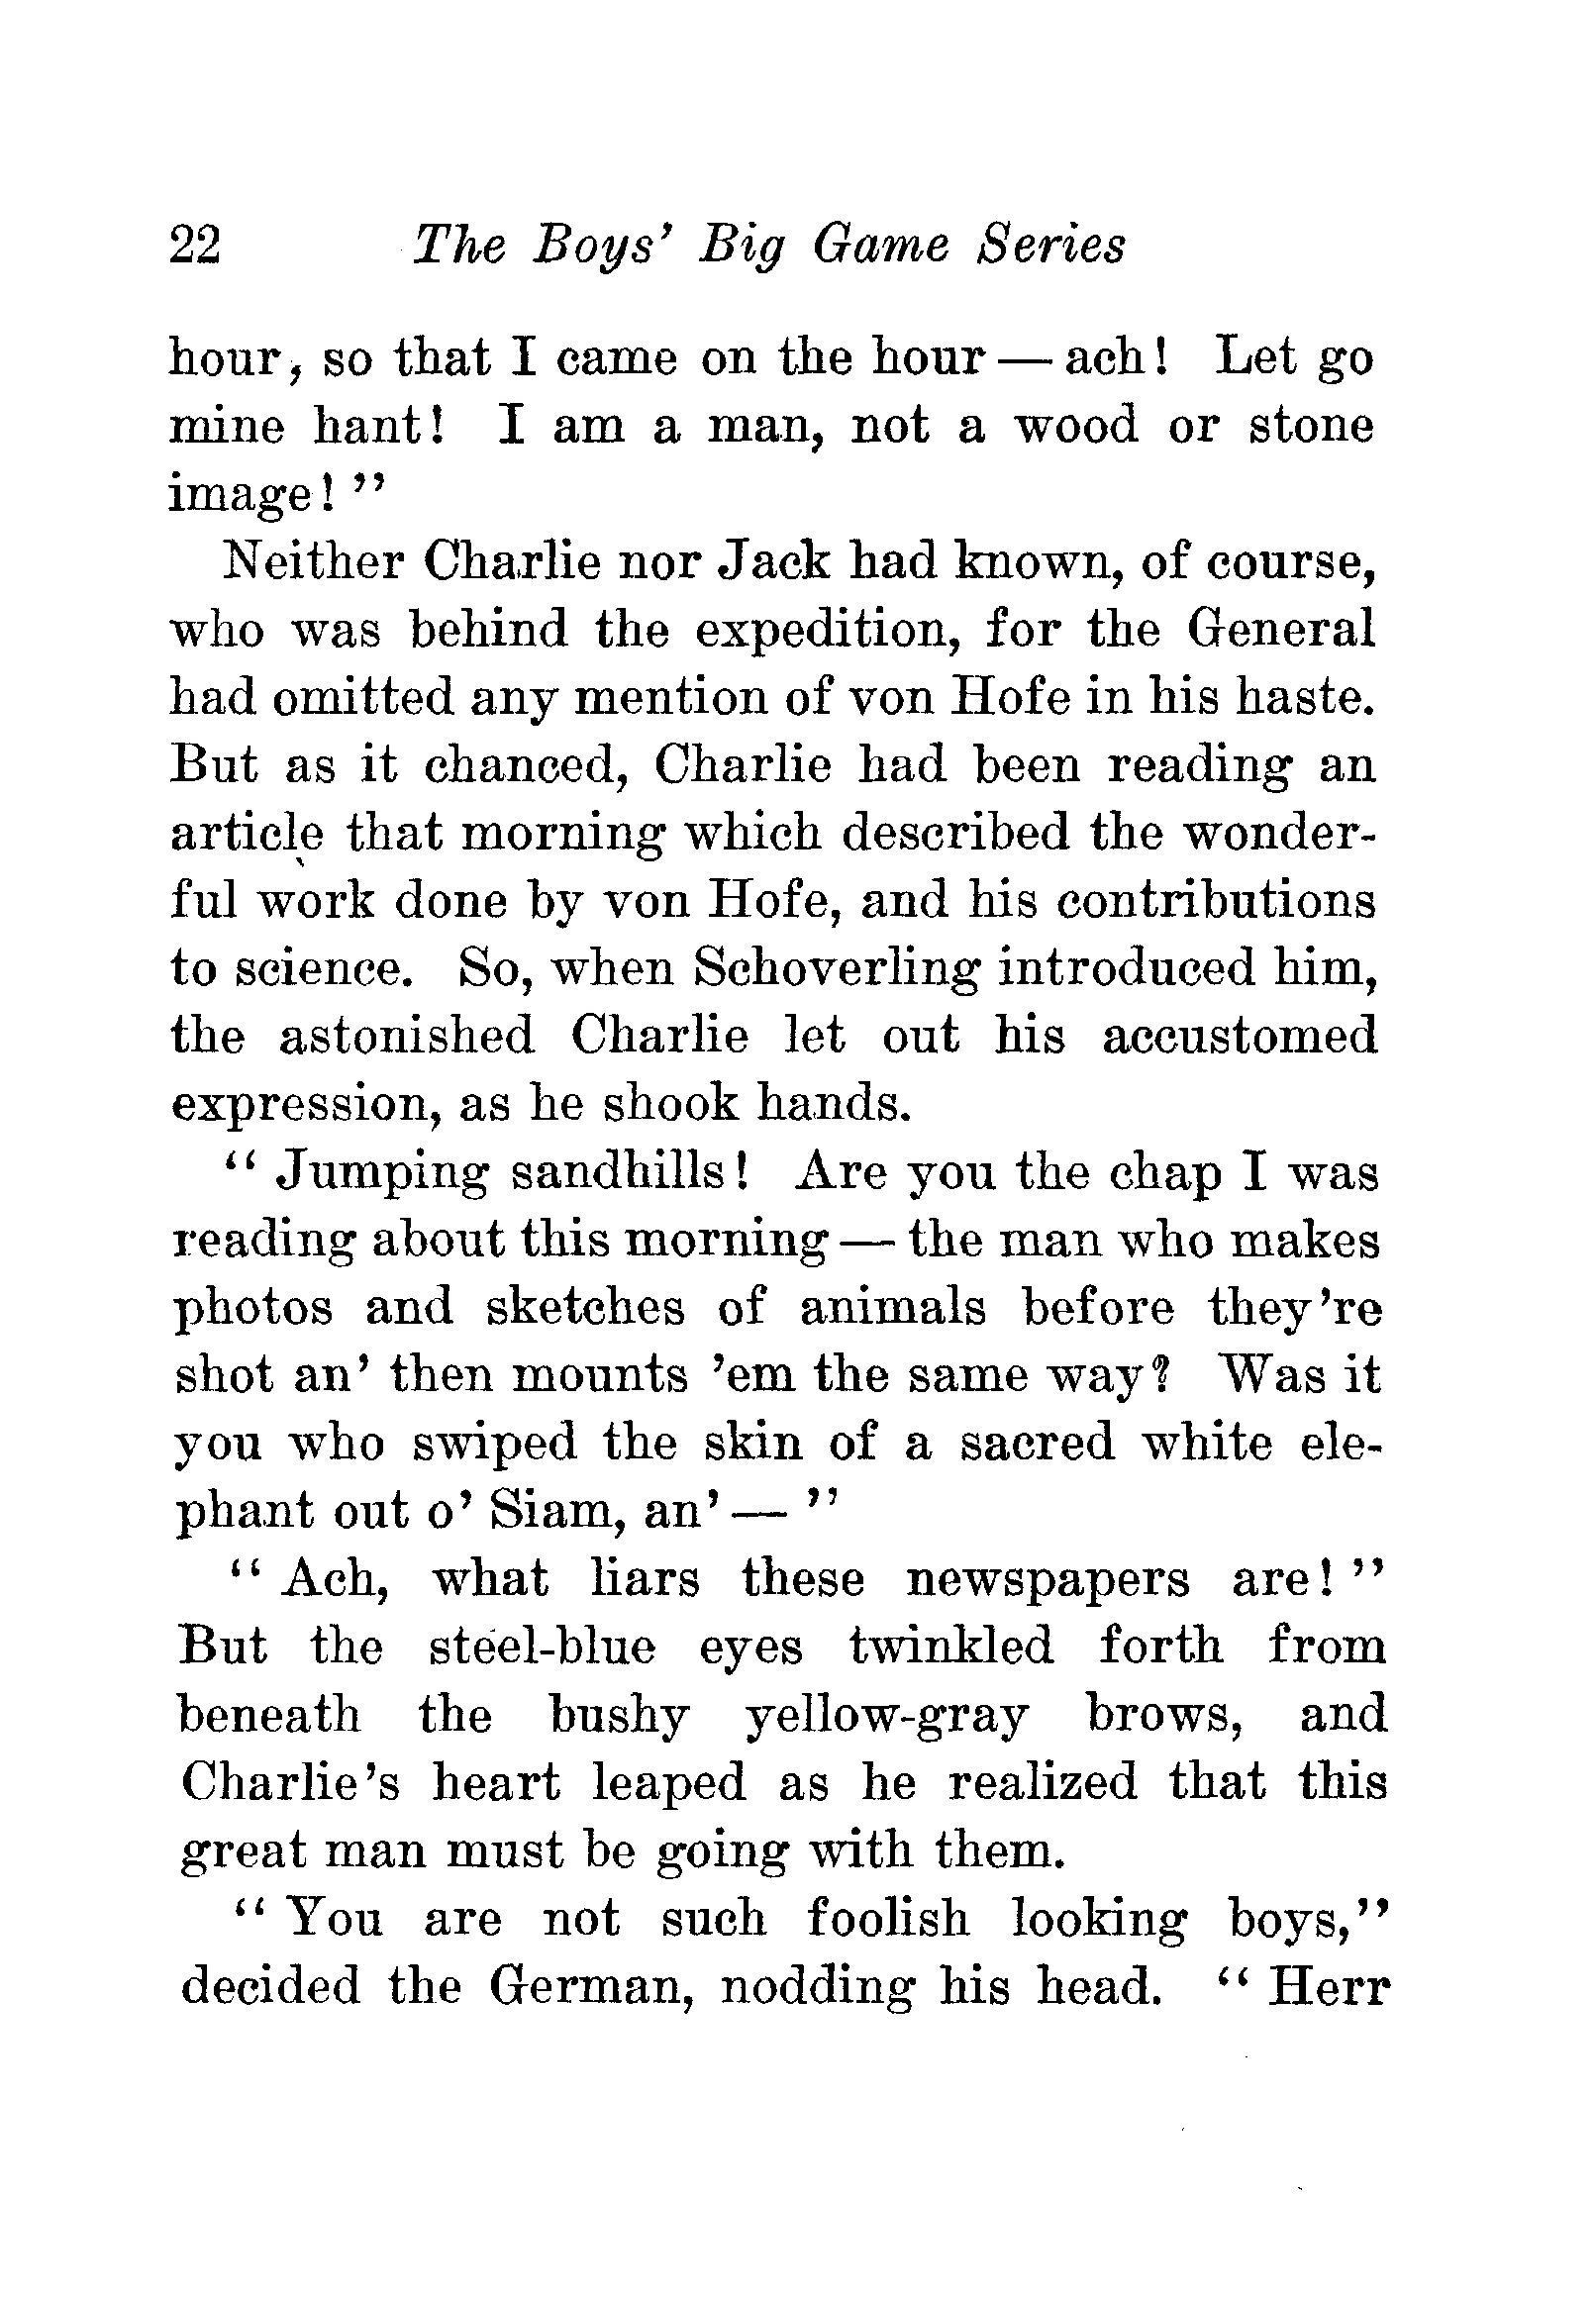 22 The Boys' Big Game Series
hour, so that I came on the hour — ach! Let go
mine hant! I am a man, not a wood or stone
image!"
Neither Charlie nor Jack had known, of course,
who was behind the expedition, for the General
had omitted any mention of von Hofe in his haste.
But as it chanced, Charlie had been reading an
article that morning which described the wonder-
ful work done by von Hofe, and his contributions
to science. So, when Schoverling introduced him,
the astonished Charlie let out his accustomed
expression, as he shook hands.
"Jumping sandhills! Are you the chap I was
reading about this morning — the man who makes
photos and sketches of animals before they're
shot an' then mounts 'em the same way? Was it
you who swiped the skin of a sacred white ele-
phant out o' Siam, an' — "
"Ach, what liars these newspapers are!"
But the steel-blue eyes twinkled forth from
beneath the bushy yellow-gray brows, and
Charlie's heart leaped as he realized that this
great man must be going with them.
"You are not such foolish looking boys,"
decided the German, nodding his head. "Herr